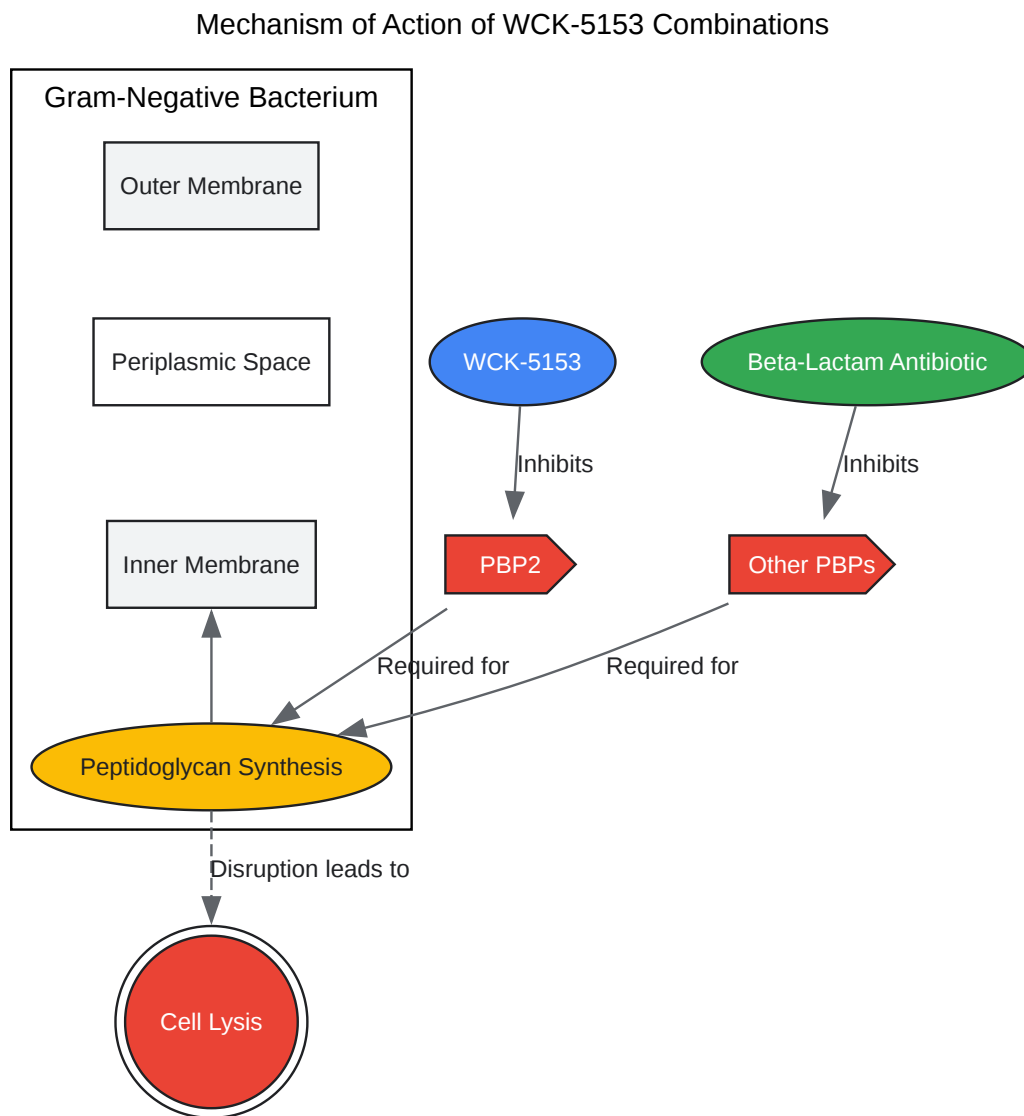 Mechanism of Action of WCK-5153 Combinations
Gram-Negative Bacterium
Outer Membrane
Periplasmic Space
WCK-5153
Beta-Lactam Antibiotic
Inhibits
Inhibits
Inner Membrane
PBP2
Other PBPs
Required for
Required for
Peptidoglycan Synthesis
Disruption leads to
Cell Lysis